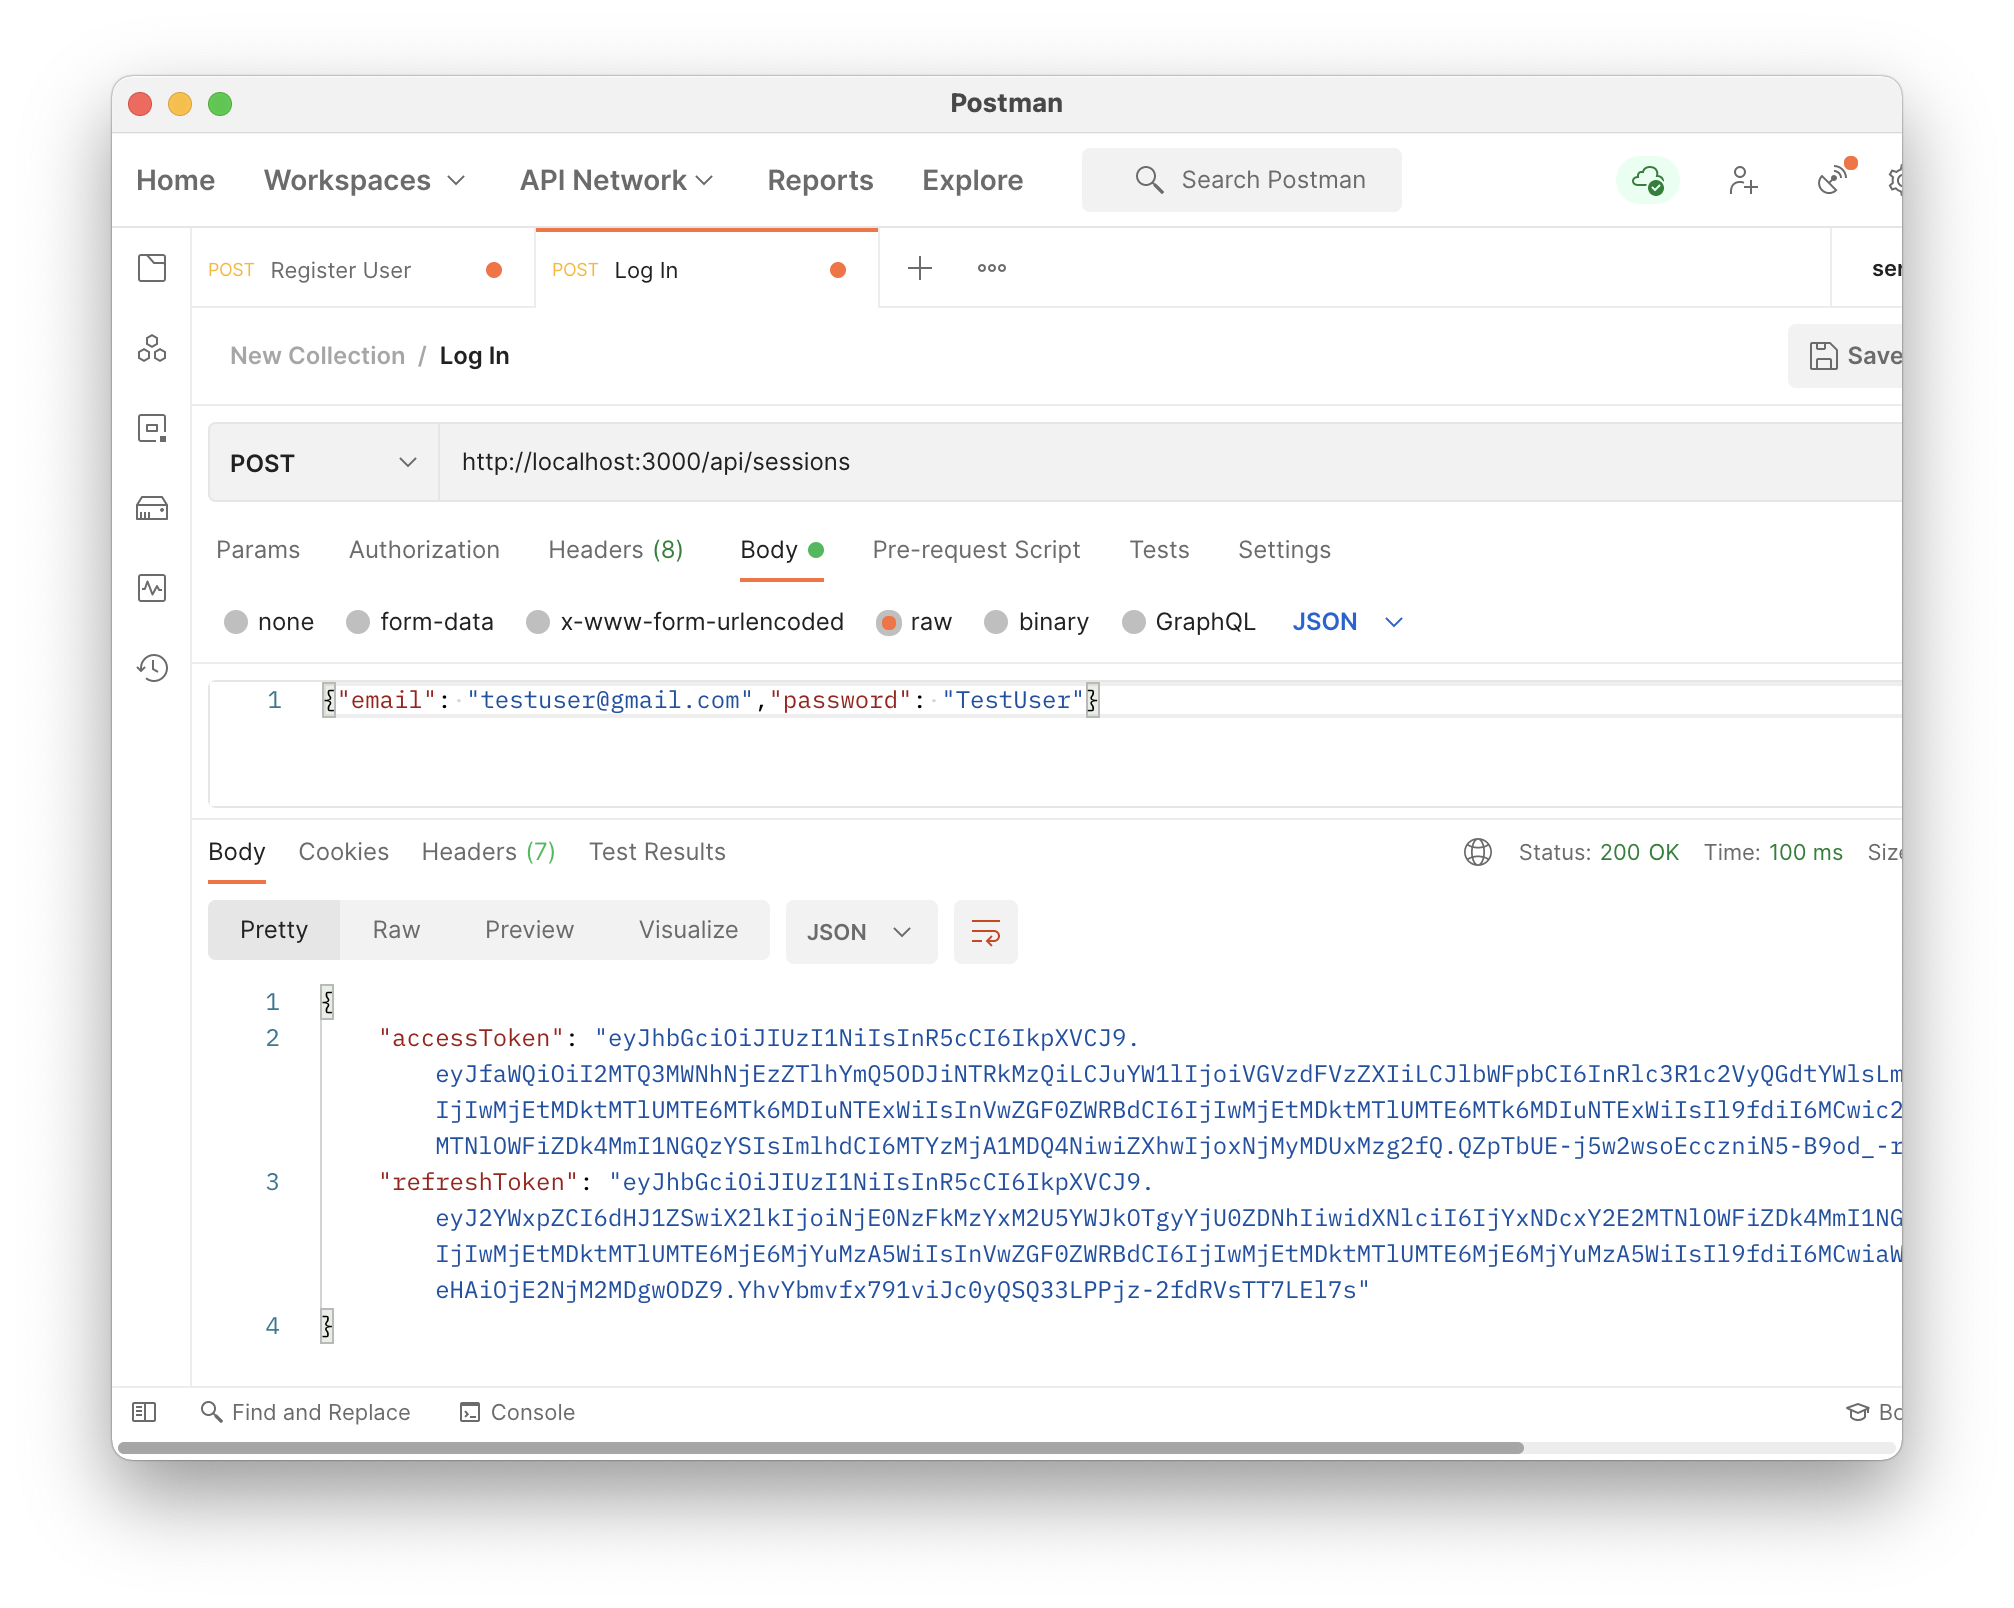 Postman
Home Workspaces API Network Reports Explore Search Postman
POST Register User POST Log In ser
New Collection / Log In Save
POST http://localhost:3000/api/sessions
Params Authorization Headers (8) Body Pre-request Script Tests Settings
none form-data x-www-form-urlencoded raw binary GraphQL JSON
1 {"email": "testuser@gmail.com","password": "TestUser"}
Body Cookies Headers (7) Test Results Status: 200 OK Time: 100 ms Size
Pretty Raw Preview Visualize JSON
1 {
2 "accessToken": "eyJhbGciOiJIUzI1NiIsInR5cCI6IkpXVCJ9.
eyJfaWQiOiI2MTQ3MWNhNjEzZTlhYmQ5ODJiNTRkMzQiLCJuYW1lIjoiVGVzdFVzZXIiLCJlbWFpbCI6InRlc3R1c2VyQGdtYWlsLm
IjIwMjEtMDktMTlUMTE6MTk6MDIuNTExWiIsInVwZGF0ZWRBdCI6IjIwMjEtMDktMTlUMTE6MTk6MDIuNTExWiIsIl9fdiI6MCwic2
MTNlOWFiZDk4MmI1NGQzYSIsImlhdCI6MTYzMjA1MDQ4NiwiZXhwIjoxNjMyMDUxMzg2fQ.QZpTbUE-j5w2wsoEccznіN5-B9od_-r
3 "refreshToken": "eyJhbGciOiJIUzI1NiIsInR5cCI6IkpXVCJ9.
eyJ2YWxpZCI6dHJ1ZSwiX2lkIjoiNjE0NzFkMzYxM2U5YWJkOTgyYjU0ZDNhIiwidXNlciI6IjYxNDcxY2E2MTNlOWFiZDk4MmI1NG
IjIwMjEtMDktMTlUMTE6MjE6MjYuMzA5WiIsInVwZGF0ZWRBdCI6IjIwMjEtMDktMTlUMTE6MjE6MjYuMzA5WiIsIl9fdiI6MCwiaW
eHAiOjE2NjM2MDgwODZ9.YhvYbmvfx791viJc0yQSQ33LPPjz-2fdRVsTT7LEl7s"
4 }
Find and Replace Console Bo